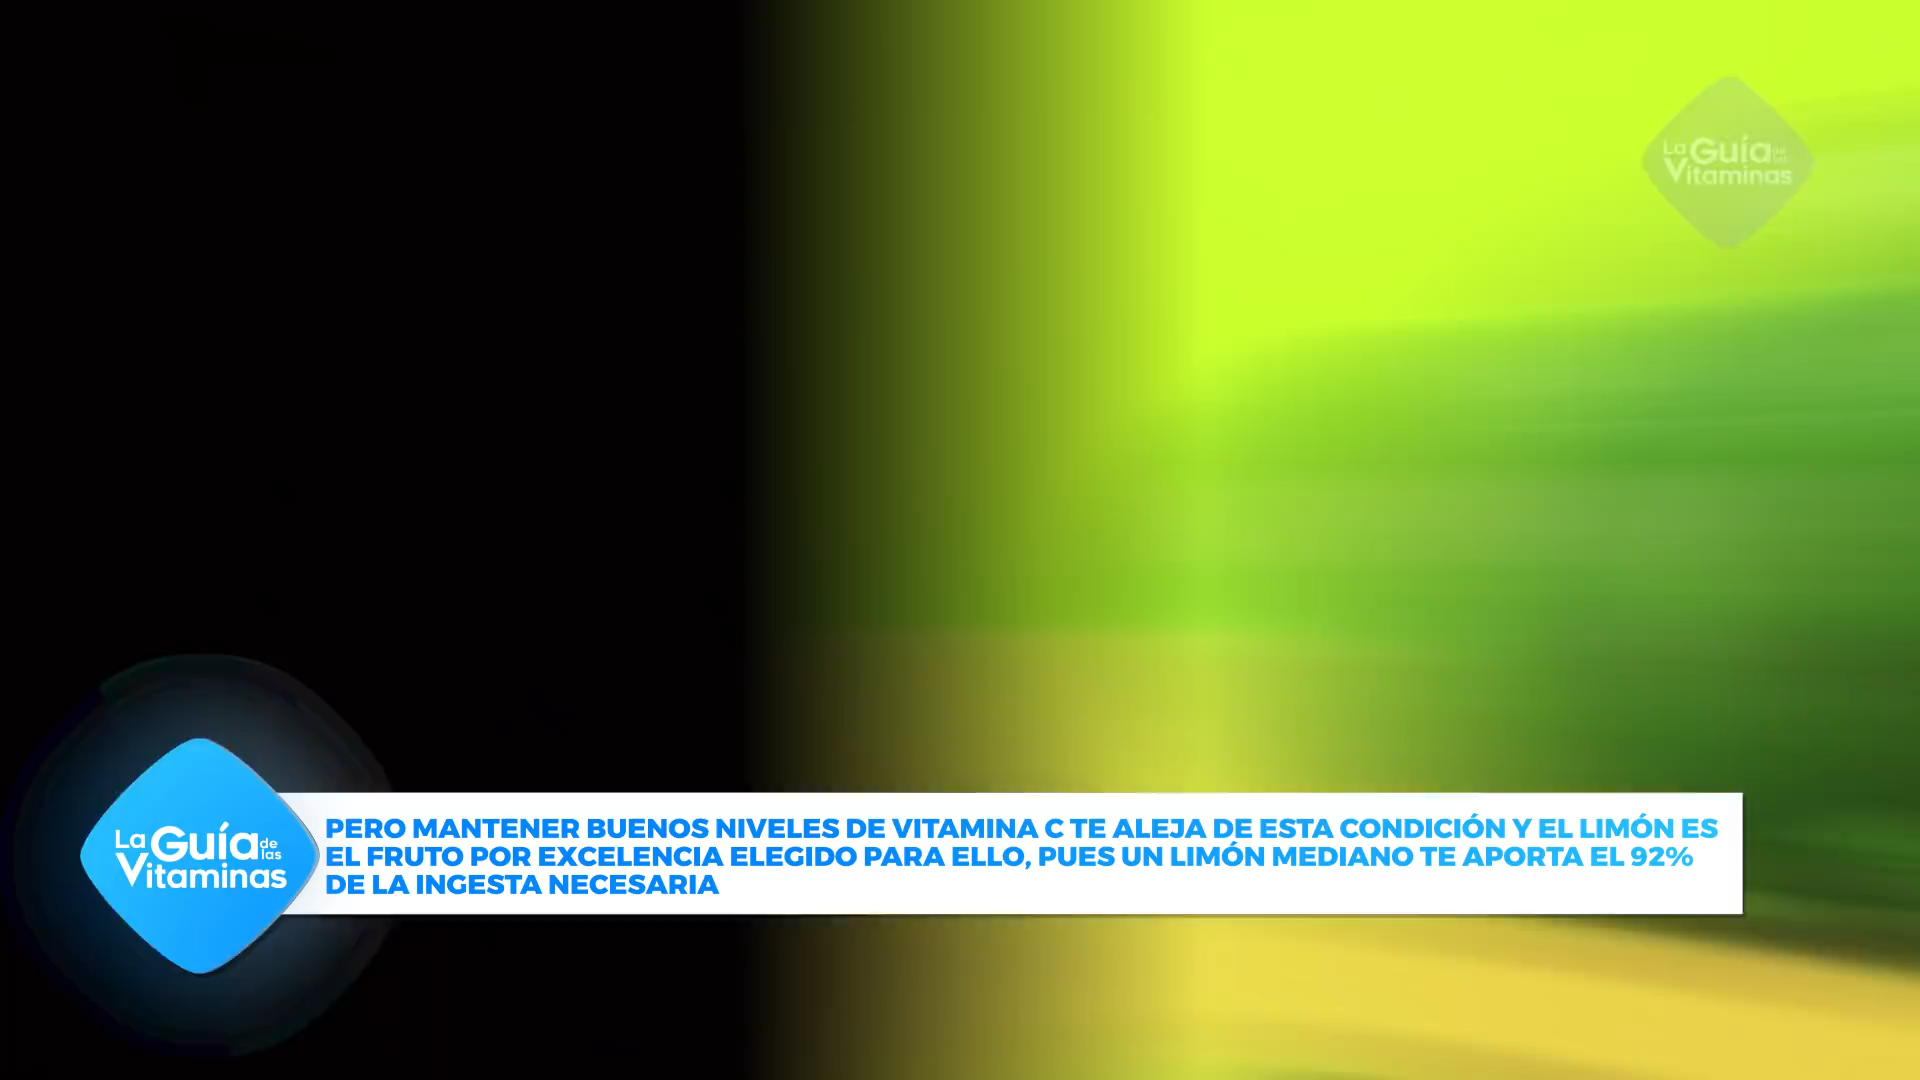 La Guía de las
Vitaminas
La Guía de las
Vitaminas
PERO MANTENER BUENOS NIVELES DE VITAMINA C TE ALEJA DE ESTA CONDICIÓN Y EL LIMÓN ES
EL FRUTO POR EXCELENCIA ELEGIDO PARA ELLO, PUES UN LIMÓN MEDIANO TE APORTA EL 92%
DE LA INGESTA NECESARIA